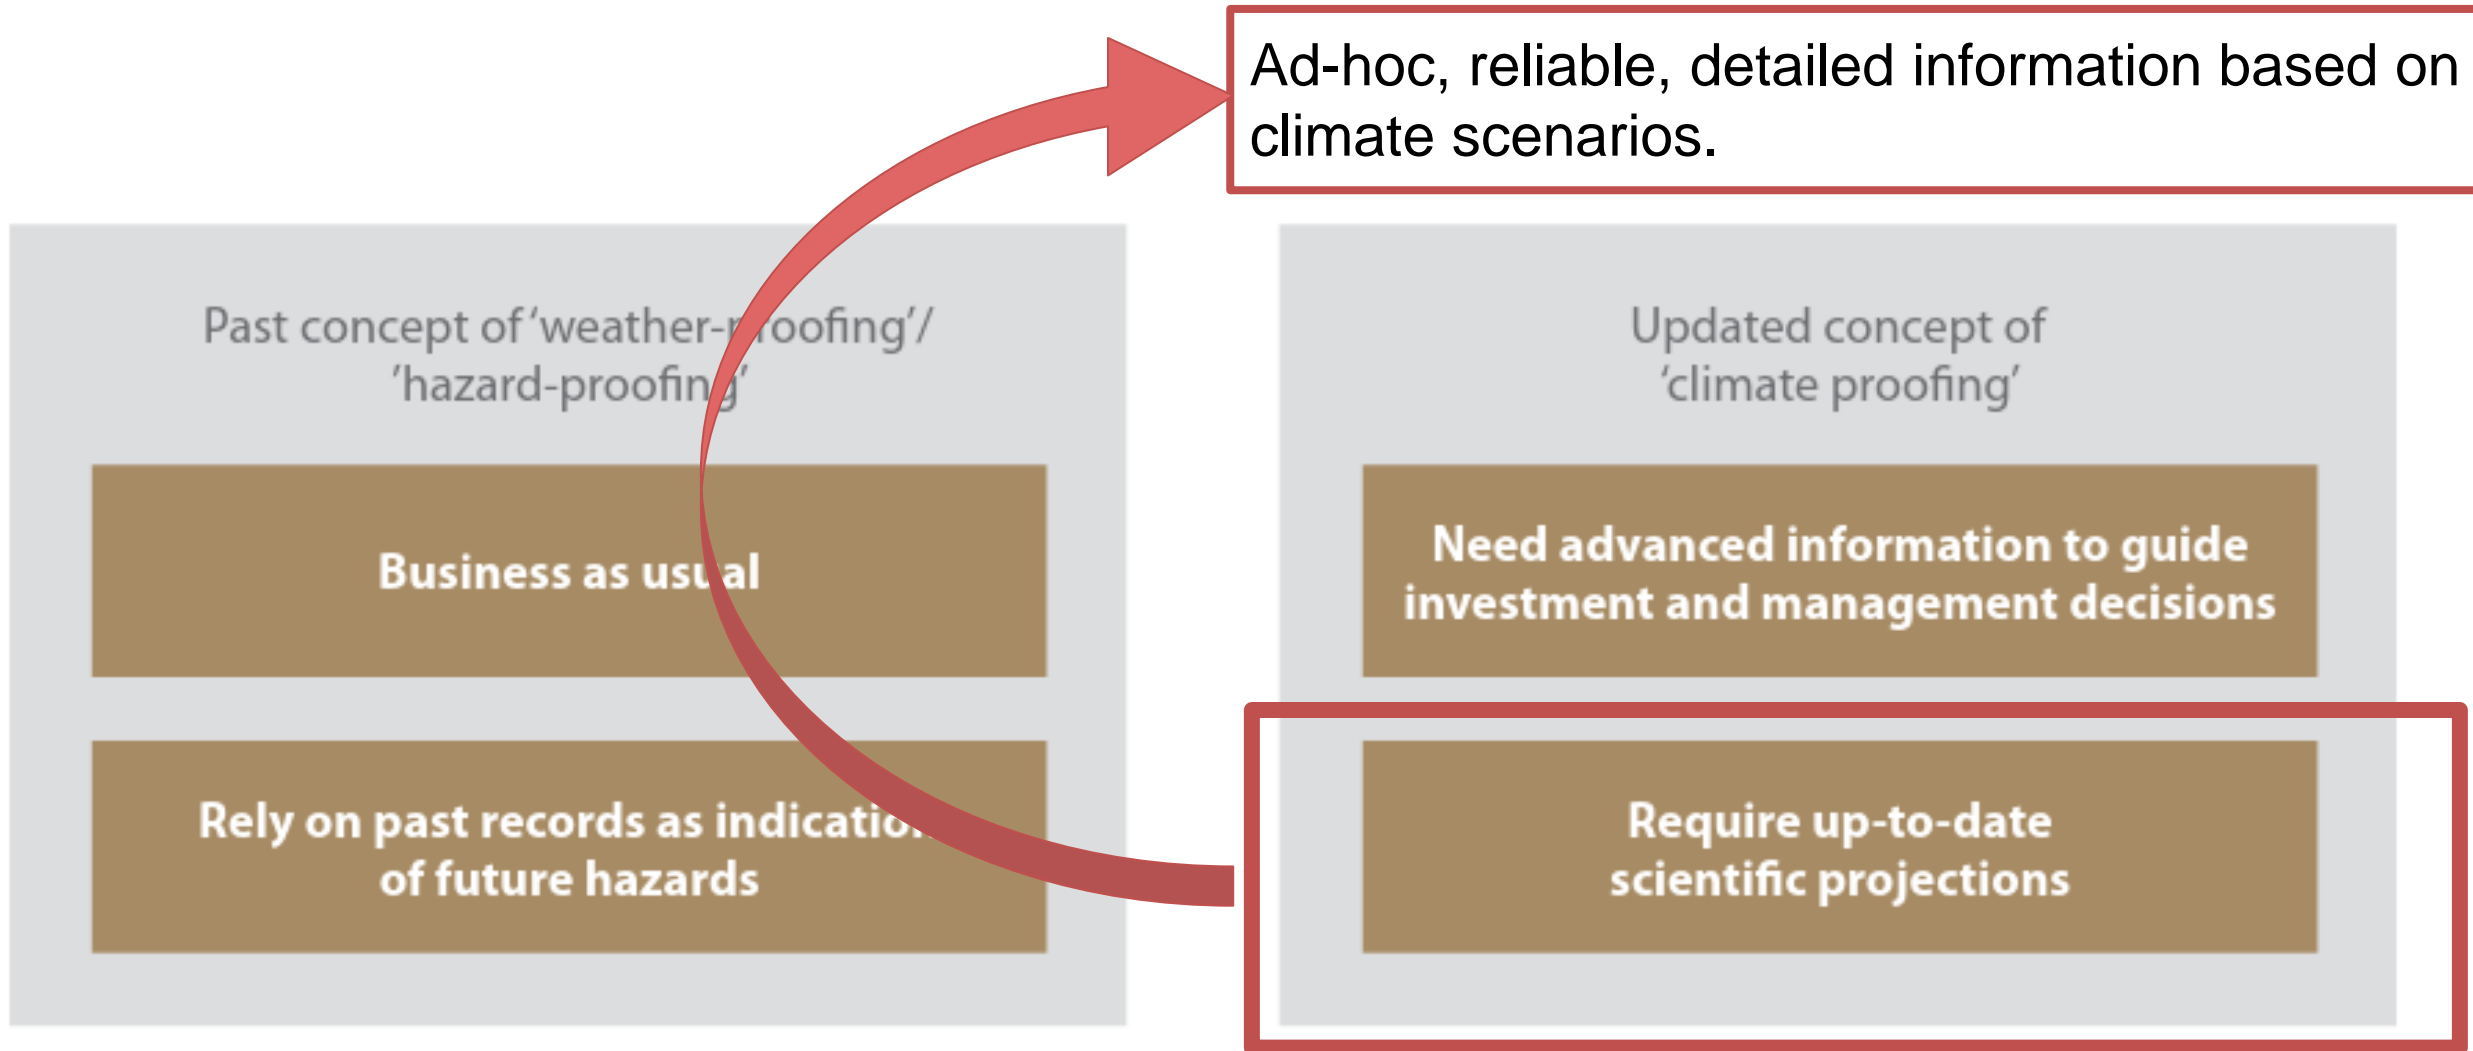 Ad-hoc, reliable, detailed information based on
climate scenarios.
Past concept of ‘weather-proofing’/
’hazard-proofing’
Business as usual
Rely on past records as indication
of future hazards
Updated concept of
‘climate proofing’
Need advanced information to guide
investment and management decisions
Require up-to-date
scientific projections